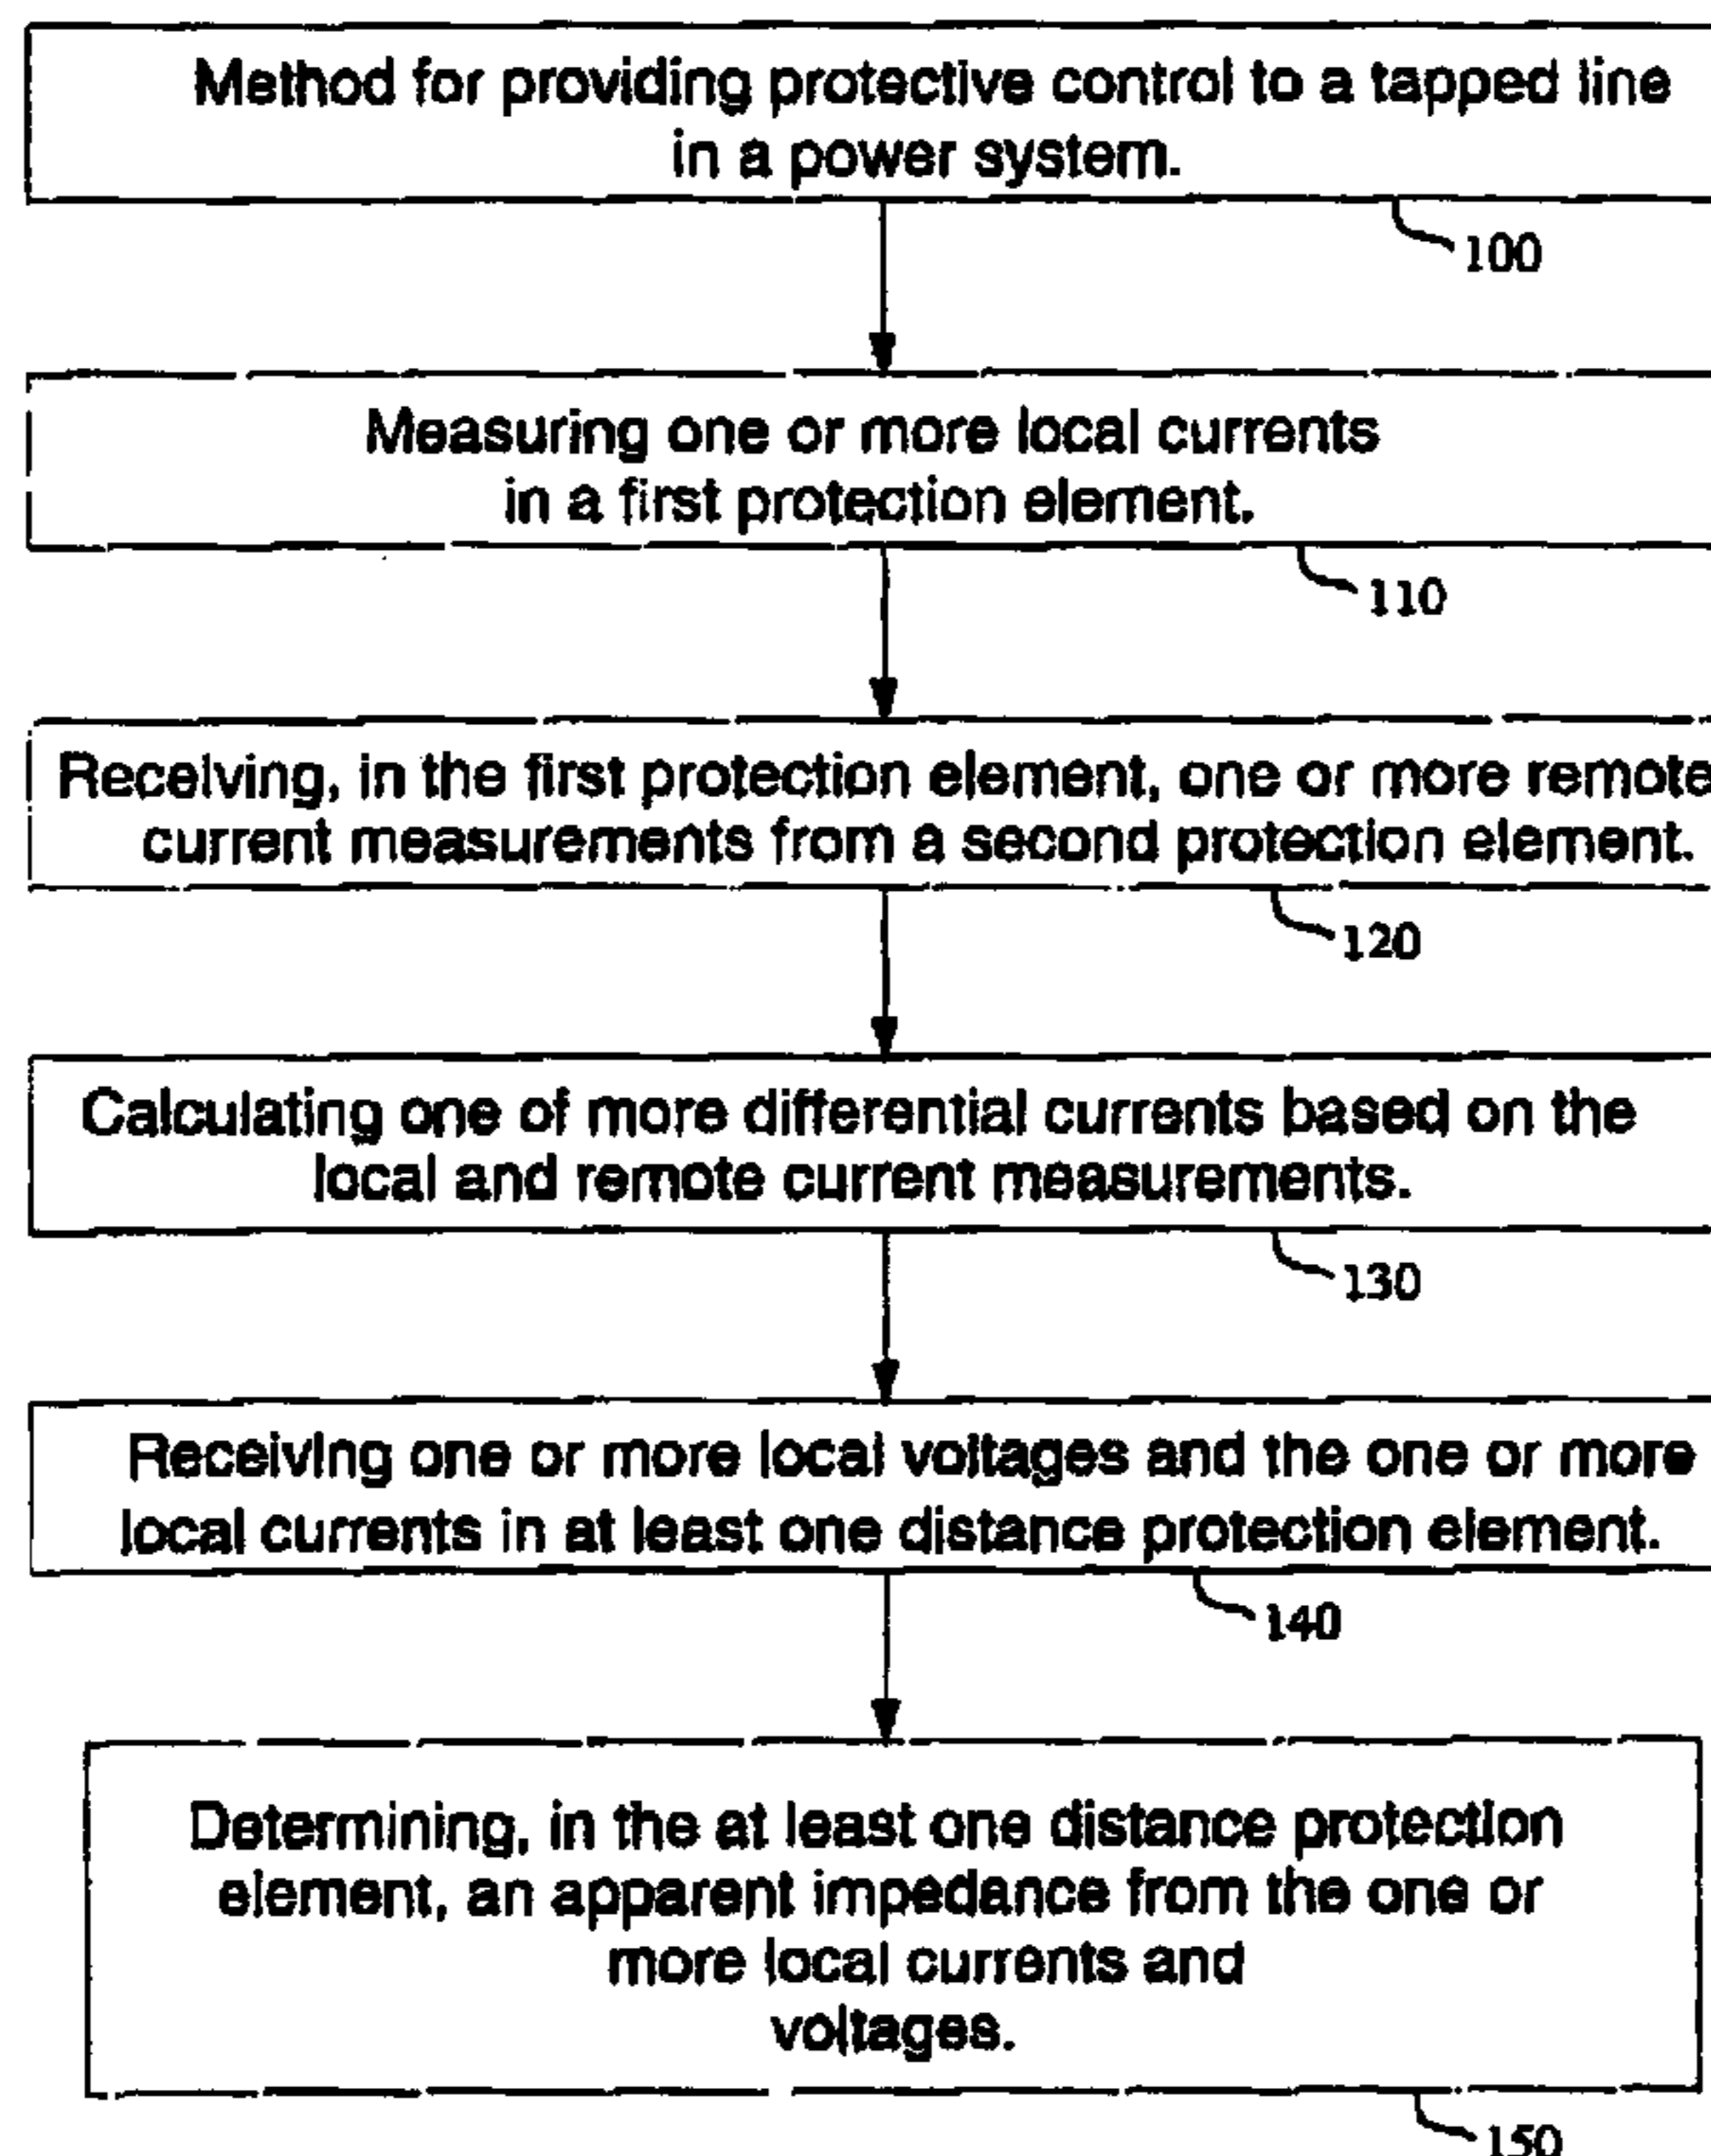 Method for providing protective control to a tapped line
in a power system.
100
Measuring one or more local currents
in a first protection element.
110
Receiving, in the first protection element, one or more remote
current measurements from a second protection element.
120
Calculating one of more differential currents based on the
local and remote current measurements.
130
Receiving one or more local voltages and the one or more
local currents in at least one distance protection element.
140
Determining, in the at least one distance protection
element, an apparent impedance from the one or
more local currents and
voltages.
150